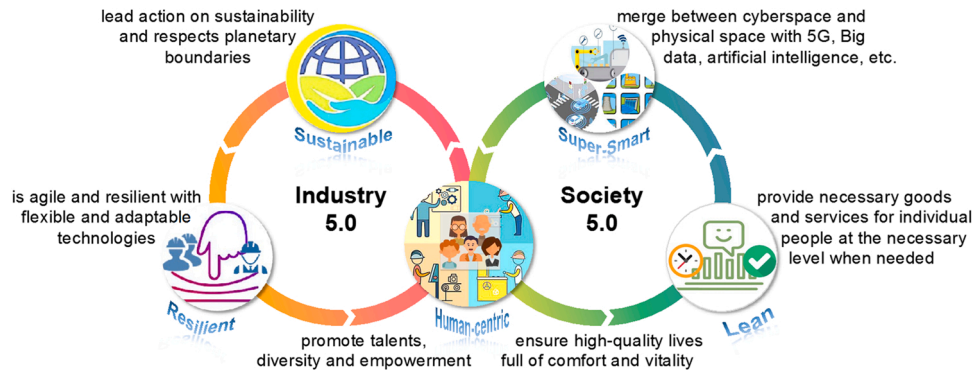 lead action on sustainability
and respects planetary
boundaries
merge between cyberspace and
physical space with 5G, Big
data, artificial intelligence, etc.
Sustainable
Super-Smart
Industry
5.0
Society
5.0
is agile and resilient with
flexible and adaptable
technologies
provide necessary goods
and services for individual
people at the necessary
level when needed
Resilient
Human-centric
Lean
promote talents,
diversity and empowerment
ensure high-quality lives
full of comfort and vitality